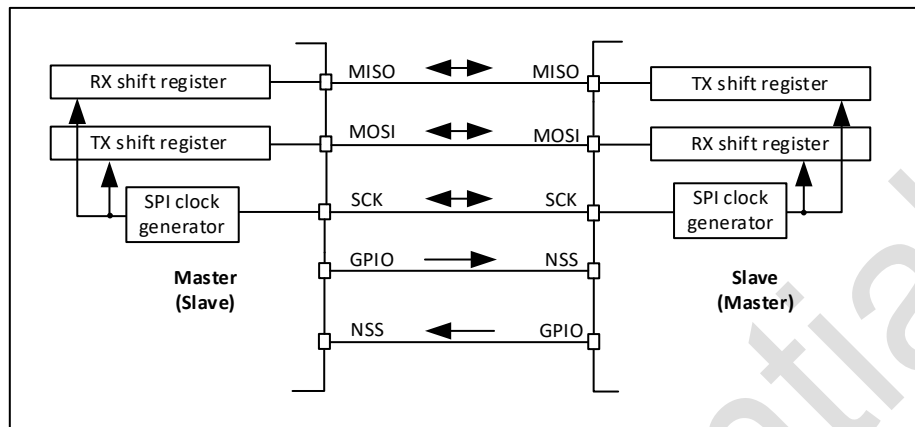 RX shift register
MISO
MISO
TX shift register
TX shift register
MOSI
MOSI
RX shift register
SPI clock
generator
SCK
SCK
SPI clock
generator
Master
(Slave)
GPIO
NSS
Slave
(Master)
NSS
GPIO